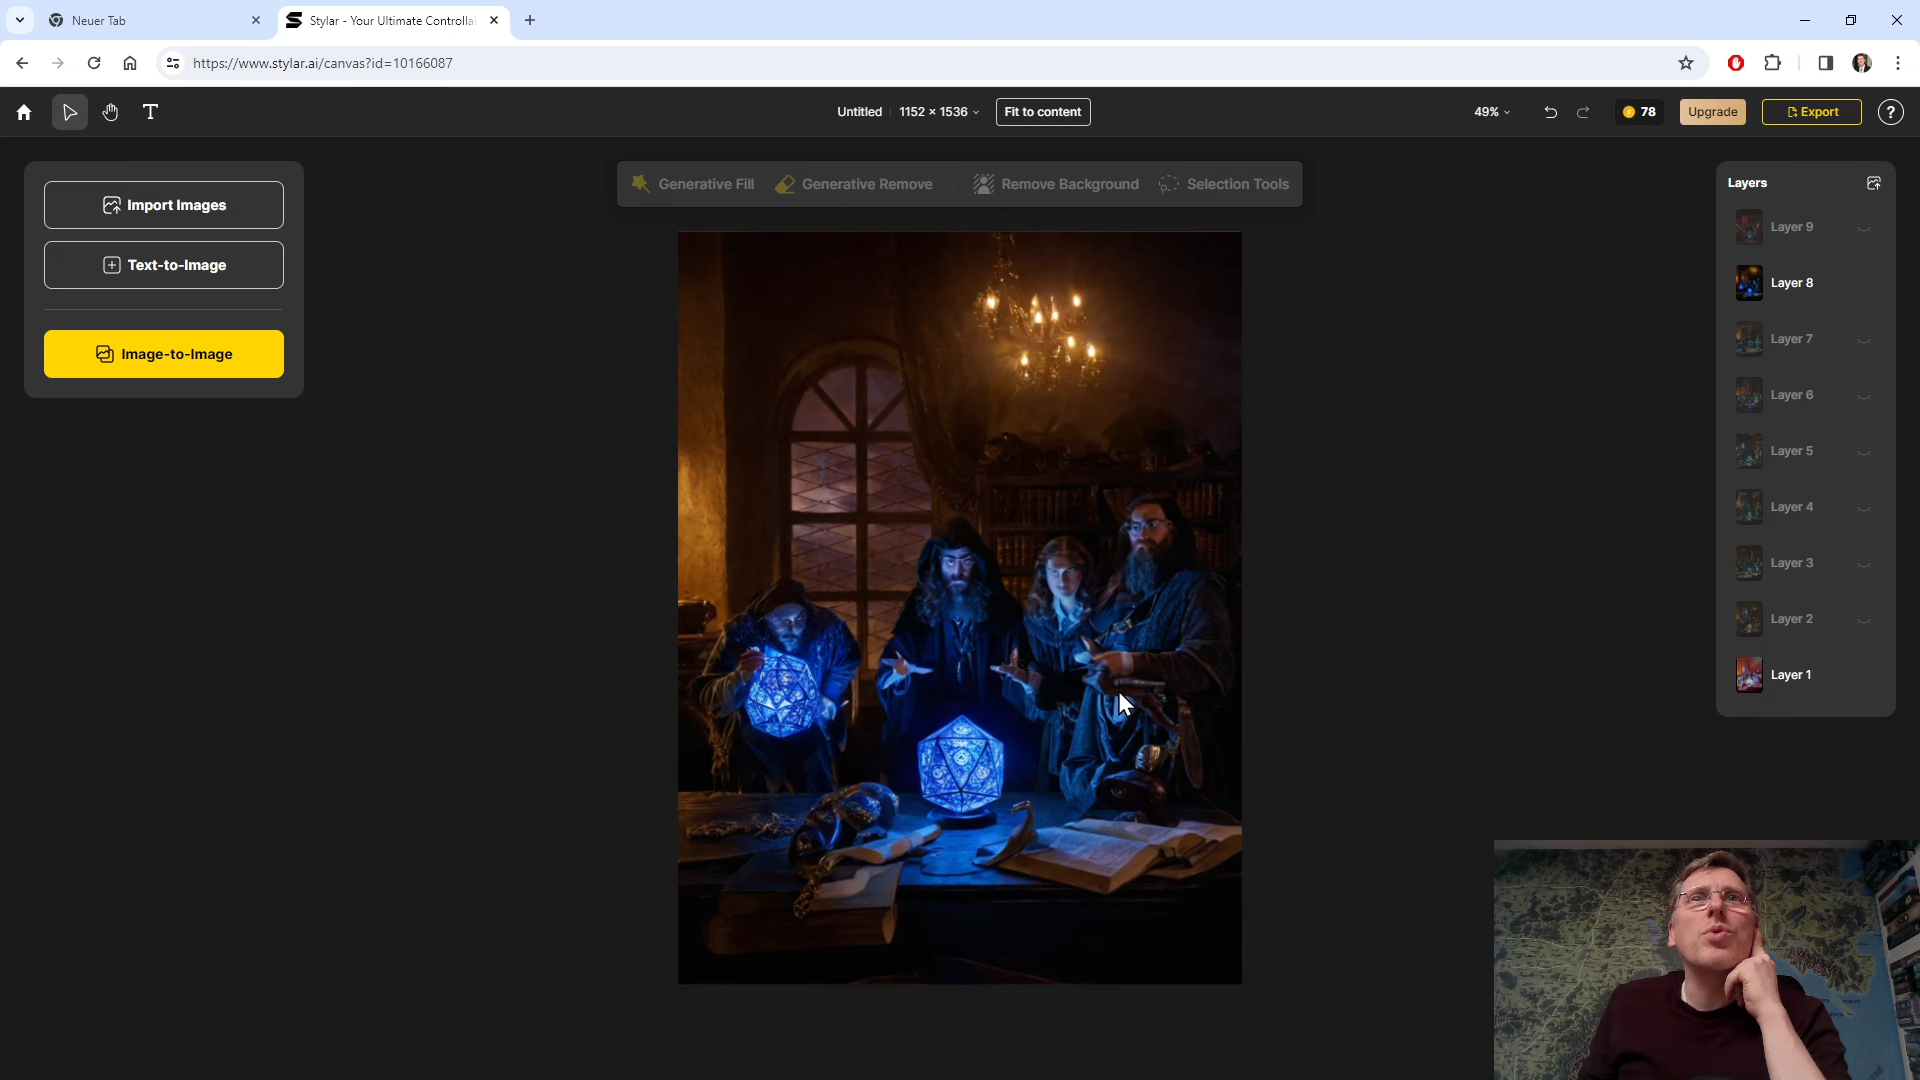 Neuer Tab
Stylar - Your Ultimate Controlla
https://www.stylar.ai/canvas?id=10166087
Untitled 1152 × 1536 Fit to content 49% 78 Upgrade Export ?
Import Images
Text-to-Image
Image-to-Image
Generative Fill Generative Remove Remove Background Selection Tools
Layers
Layer 9
Layer 8
Layer 7
Layer 6
Layer 5
Layer 4
Layer 3
Layer 2
Layer 1